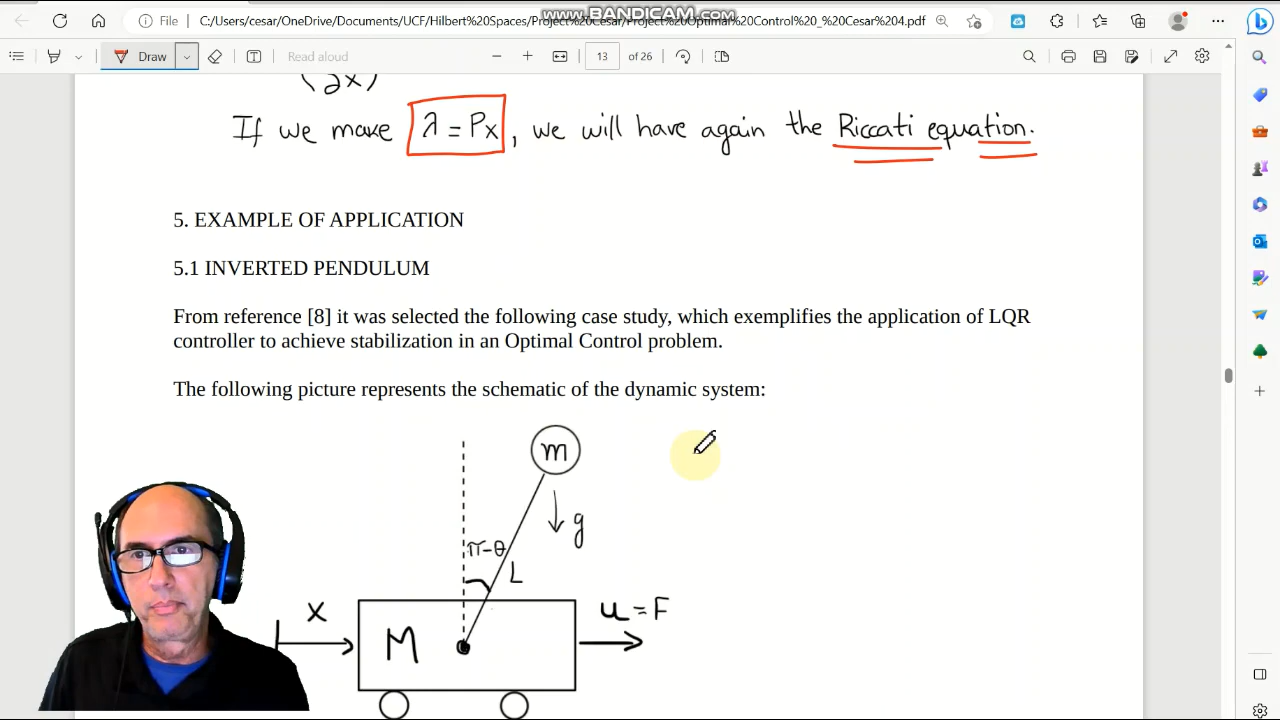 www.BANDICAM.com
File C:/Users/cesar/OneDrive/Documents/UCF/Hilbert%20Spaces/Project%20Optimal%20Control%20_%20Cesar%204.pdf
Draw Read aloud 13 of 26
(∂x)
If we make λ = Px, we will have again the Riccati equation.
5. EXAMPLE OF APPLICATION
5.1 INVERTED PENDULUM
From reference [8] it was selected the following case study, which exemplifies the application of LQR
controller to achieve stabilization in an Optimal Control problem.
The following picture represents the schematic of the dynamic system:
m
g
π-θ
L
x
u = F
M